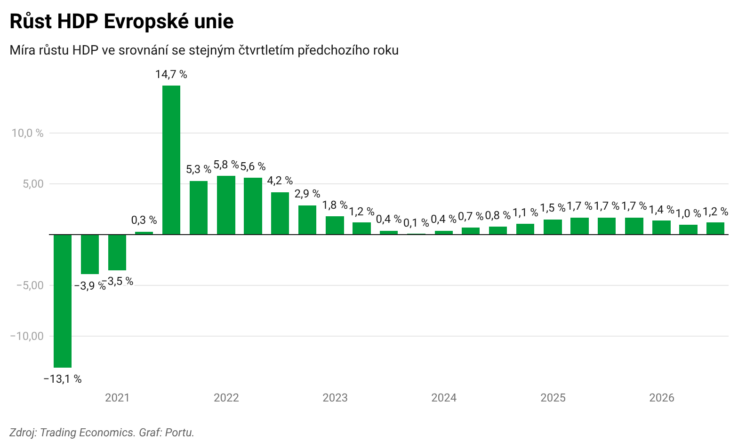 Růst HDP Evropské unie
Míra růstu HDP ve srovnání se stejným čtvrtletím předchozího roku
14,7 %
10,0 %
5,3 % 5,8 % 5,6 %
5,00
4,2 %
2,9 %
1,8 % 1,2 % 0,4 % 0,1 % 0,4 % 0,7 % 0,8 % 1,1 % 1,5 % 1,7 % 1,7 % 1,7 % 1,4 % 1,0 % 1,2 %
0,3 %
−3,9 % −3,5 %
−5,00
−10,00
−13,1 %
2021 2022 2023 2024 2025 2026
Zdroj: Trading Economics. Graf: Portu.